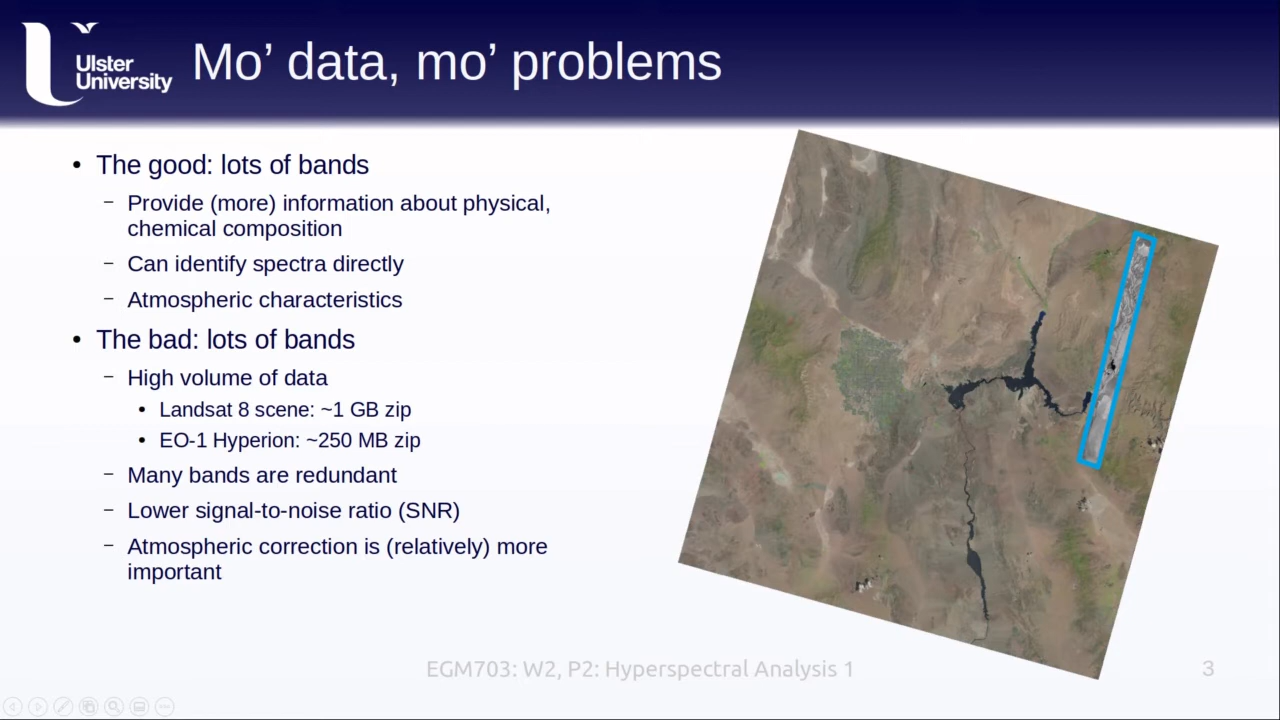 Ulster
University
Mo’ data, mo’ problems
• The good: lots of bands
– Provide (more) information about physical,
chemical composition
– Can identify spectra directly
– Atmospheric characteristics
• The bad: lots of bands
– High volume of data
• Landsat 8 scene: ~1 GB zip
• EO-1 Hyperion: ~250 MB zip
– Many bands are redundant
– Lower signal-to-noise ratio (SNR)
– Atmospheric correction is (relatively) more
important
EGM703: W2, P2: Hyperspectral Analysis 1
3